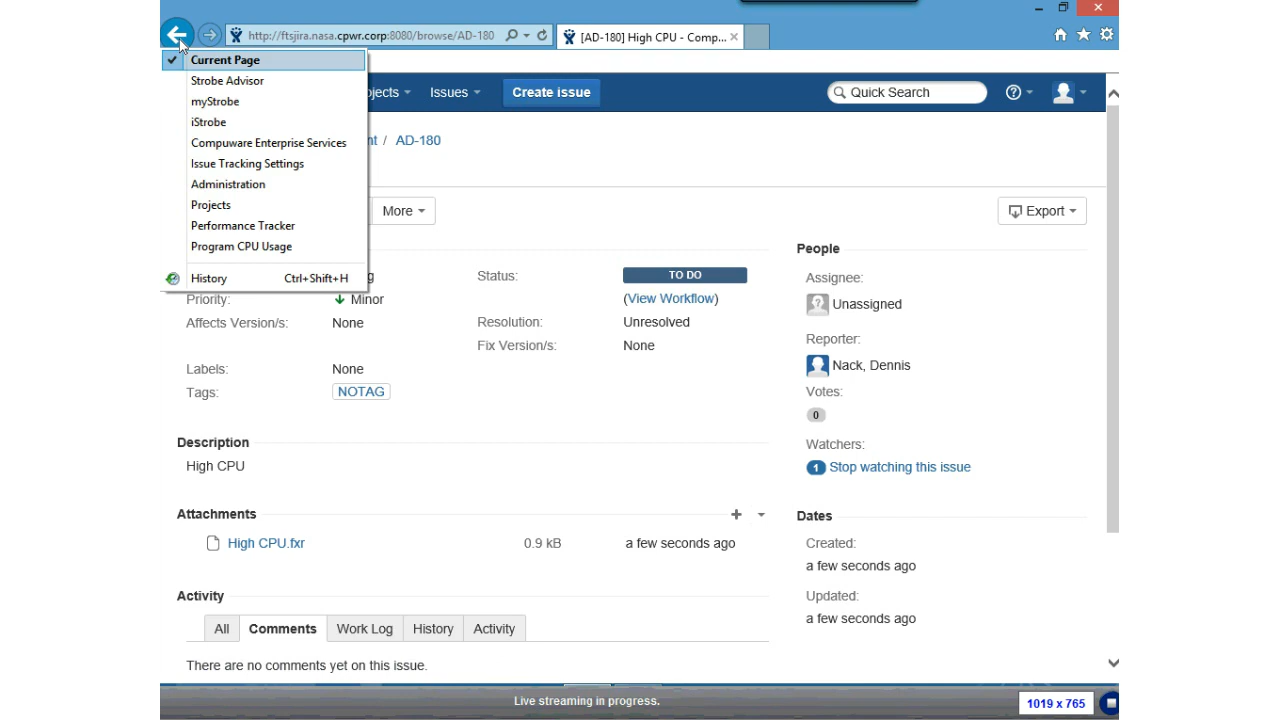 http://ftsjira.nasa.cpwr.corp:8080/browse/AD-180
[AD-180] High CPU - Comp...
Current Page
Strobe Advisor
myStrobe
iStrobe
Compuware Enterprise Services
Issue Tracking Settings
Administration
Projects
Performance Tracker
Program CPU Usage
History Ctrl+Shift+H
ojects Issues Create issue Quick Search
nt / AD-180
More Export
g
Status: TO DO
(View Workflow)
Priority: Minor
Affects Version/s: None
Resolution: Unresolved
Fix Version/s: None
Labels: None
Tags: NOTAG
People
Assignee:
Unassigned
Reporter:
Nack, Dennis
Votes:
0
Watchers:
1 Stop watching this issue
Description
High CPU
Attachments
High CPU.fxr 0.9 kB a few seconds ago
Dates
Created:
a few seconds ago
Updated:
a few seconds ago
Activity
All Comments Work Log History Activity
There are no comments yet on this issue.
Live streaming in progress.
1019 x 765